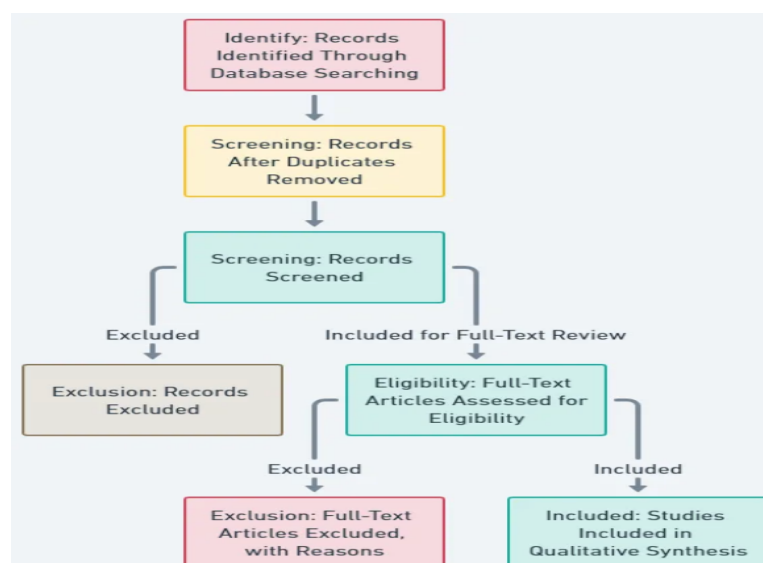 Identify: Records
Identified Through
Database Searching
Screening: Records
After Duplicates
Removed
Screening: Records
Screened
Excluded
Included for Full-Text Review
Exclusion: Records
Excluded
Eligibility: Full-Text
Articles Assessed for
Eligibility
Excluded
Included
Exclusion: Full-Text
Articles Excluded,
with Reasons
Included: Studies
Included in
Qualitative Synthesis